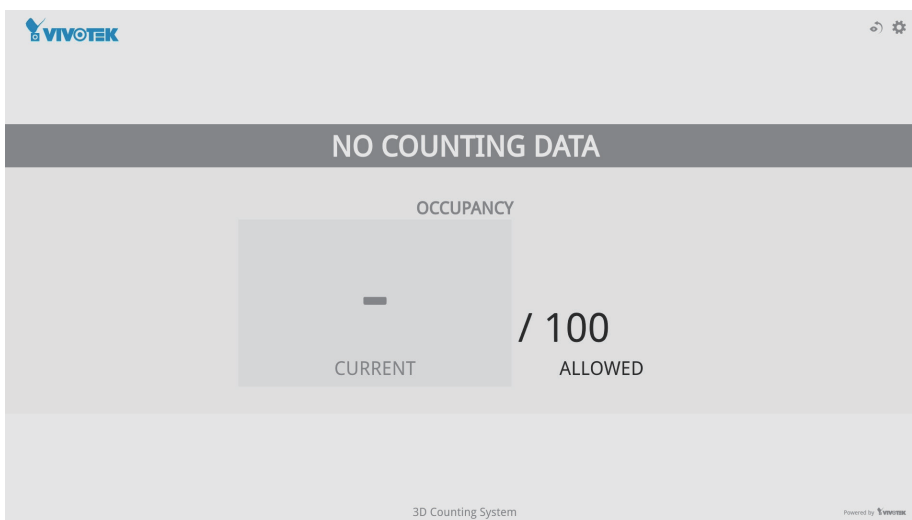 VIVOTEK
NO COUNTING DATA
OCCUPANCY
-
/ 100
CURRENT
ALLOWED
3D Counting System
Powered by VIVOTEK